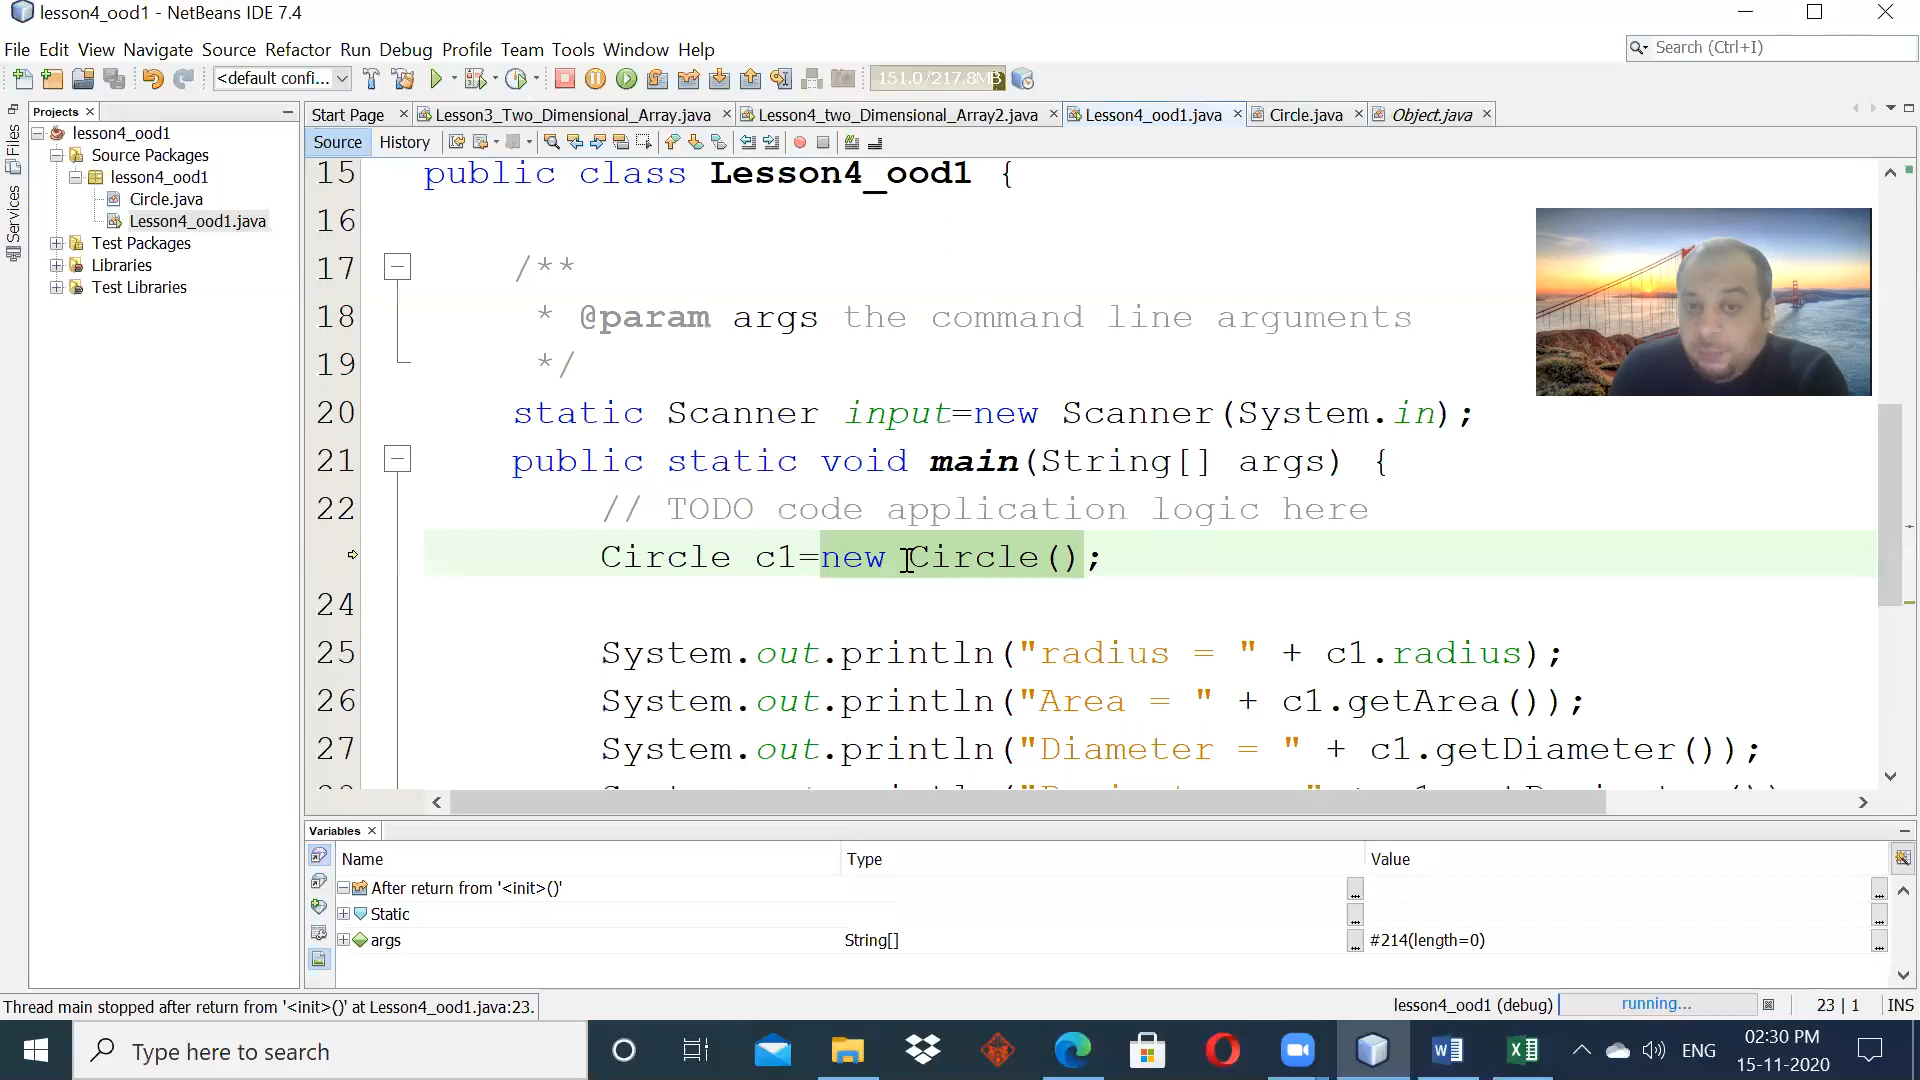 lesson4_ood1 - NetBeans IDE 7.4
File Edit View Navigate Source Refactor Run Debug Profile Team Tools Window Help
Search (Ctrl+I)
<default confi...
151.0/217.8MB
Files
Services
Projects
lesson4_ood1
Source Packages
lesson4_ood1
Circle.java
Lesson4_ood1.java
Test Packages
Libraries
Test Libraries
Start Page Lesson3_Two_Dimensional_Array.java Lesson4_two_Dimensional_Array2.java Lesson4_ood1.java Circle.java Object.java
Source History
15 public class Lesson4_ood1 {
16
17 /**
18 * @param args the command line arguments
19 */
20 static Scanner input=new Scanner(System.in);
21 public static void main(String[] args) {
22 // TODO code application logic here
Circle c1=new Circle();
24
25 System.out.println("radius = " + c1.radius);
26 System.out.println("Area = " + c1.getArea());
27 System.out.println("Diameter = " + c1.getDiameter());
Variables
Name Type Value
After return from '<init>()'
Static
args String[] #214(length=0)
Thread main stopped after return from '<init>()' at Lesson4_ood1.java:23.
lesson4_ood1 (debug) running... 23 | 1 INS
Type here to search
ENG
02:30 PM
15-11-2020